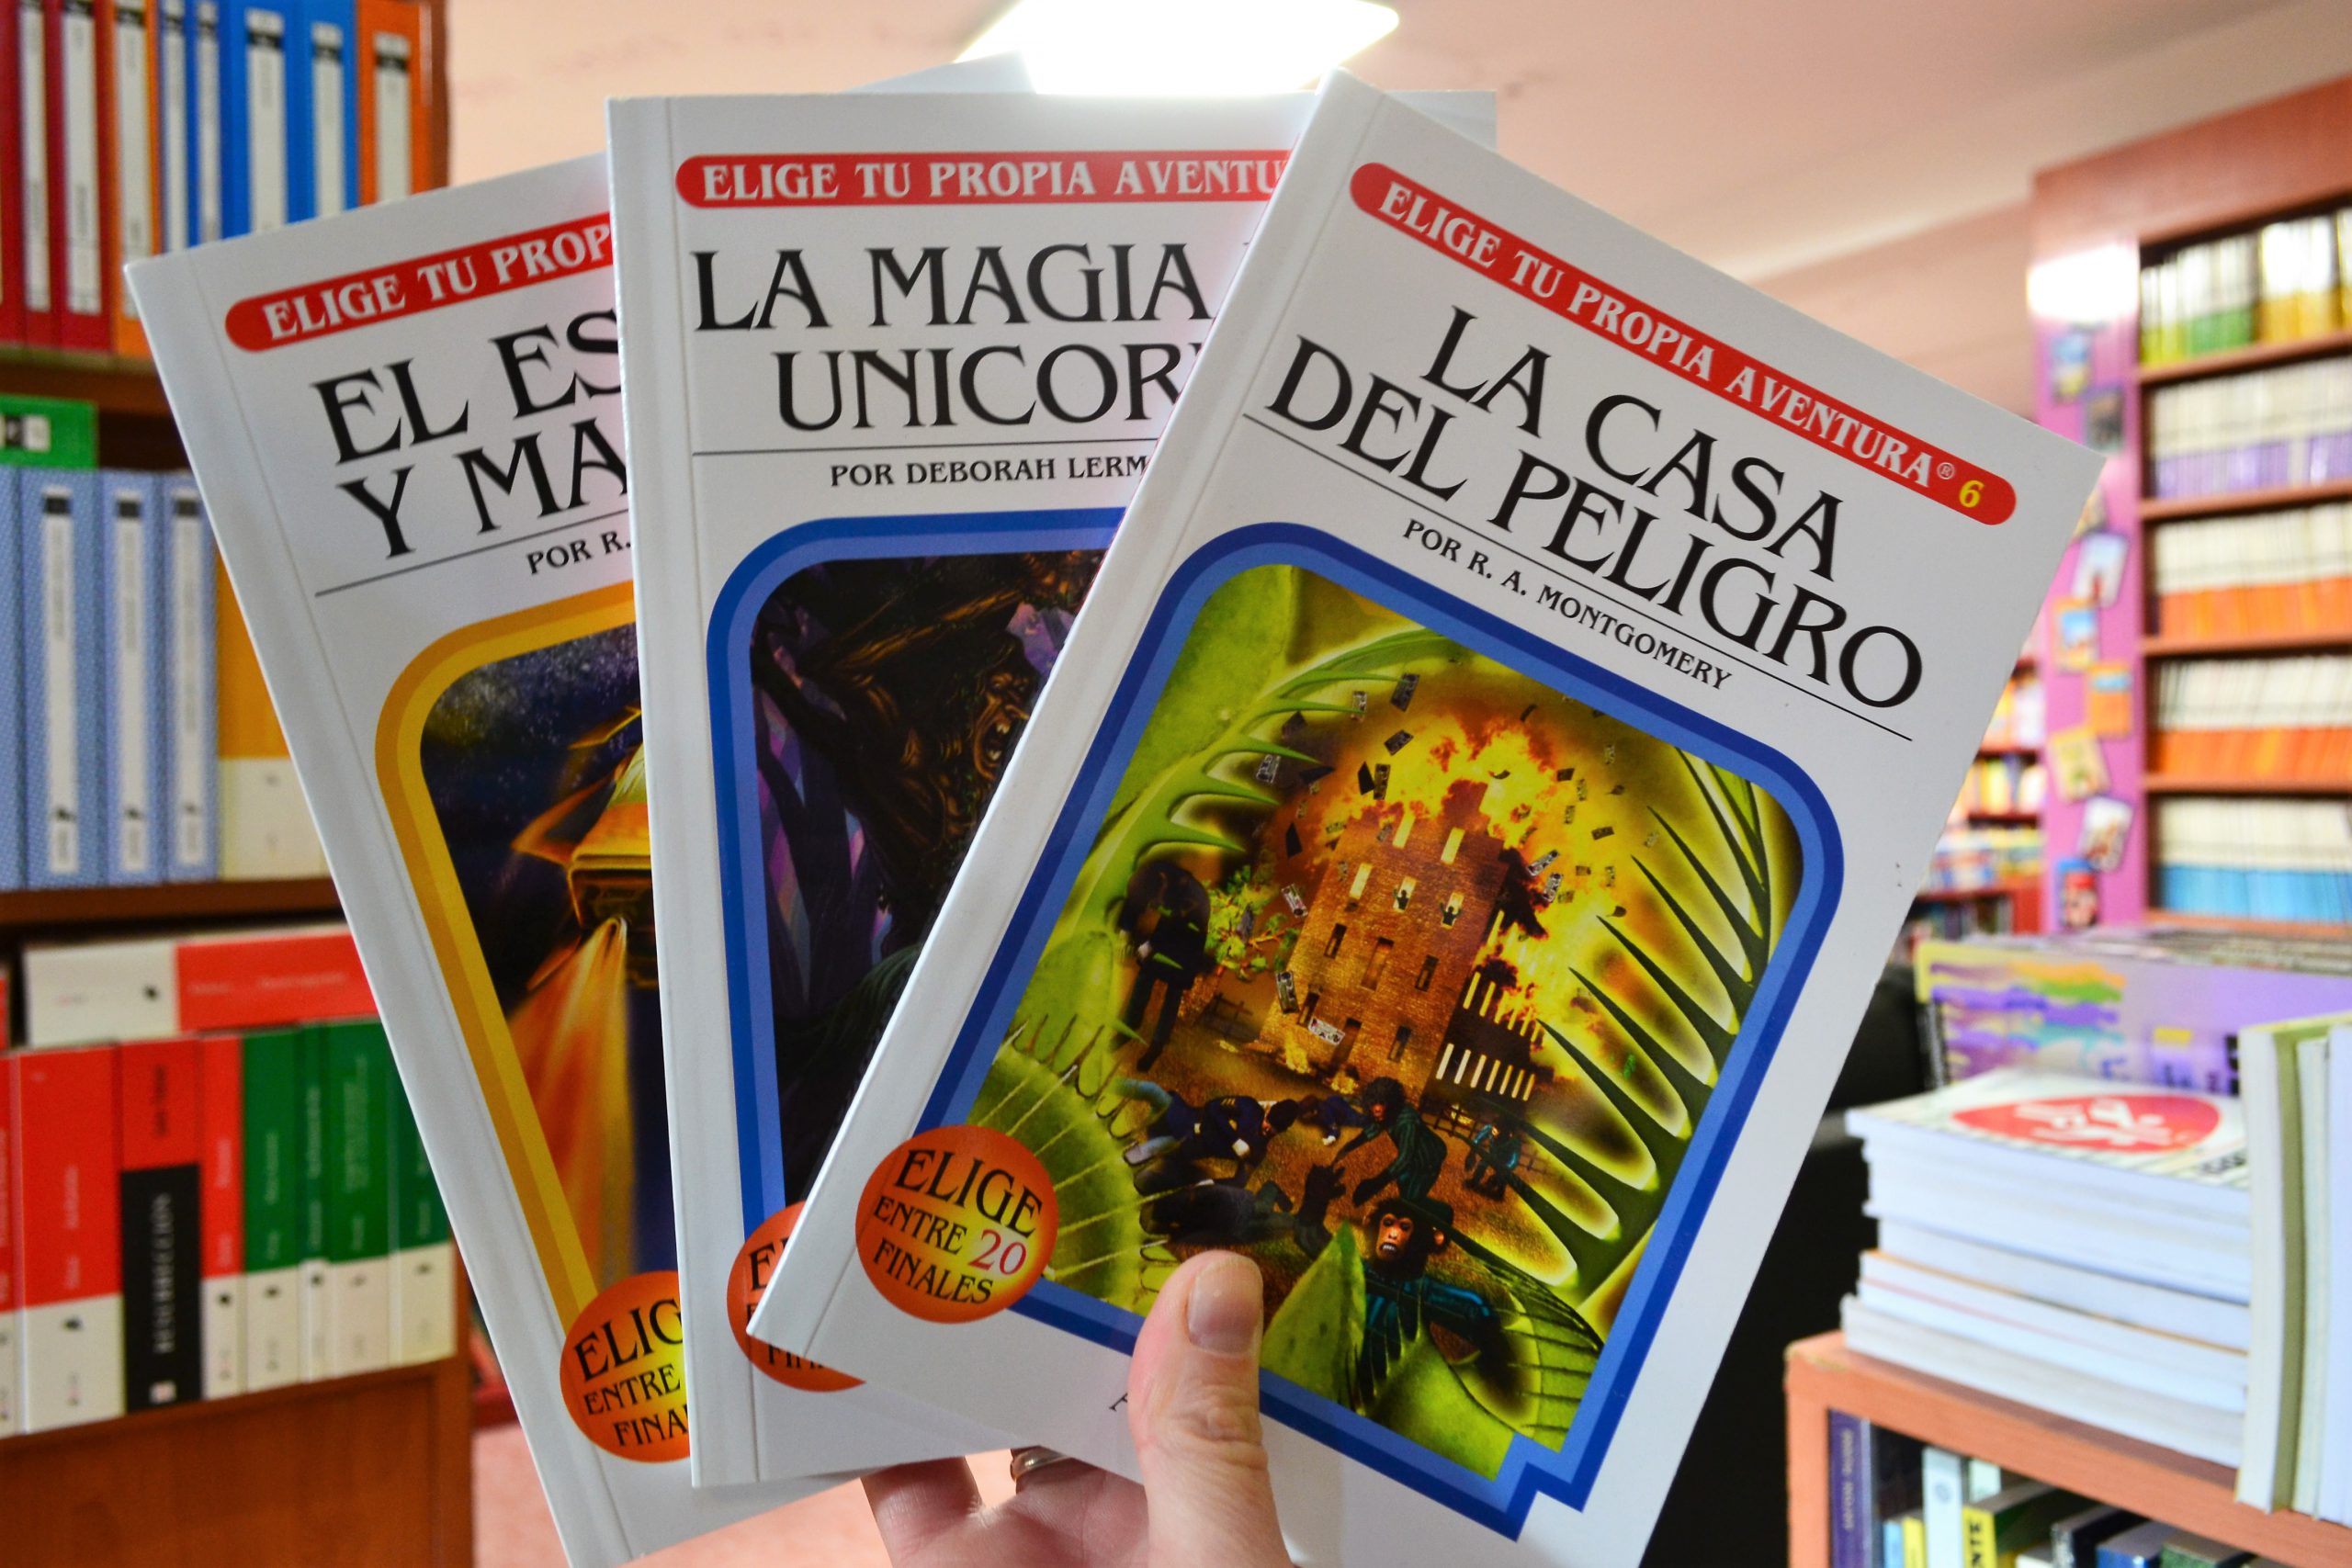 ELIGE TU PROP
EL ES
Y MA
POR R.
ELIG
ENTRE
FINA
ELIGE TU PROPIA AVENTU
LA MAGIA
UNICOR
POR DEBORAH LERM
ELIGE TU PROPIA AVENTURA® 6
LA CASA
DEL PELIGRO
POR R. A. MONTGOMERY
ELIGE
ENTRE 20
FINALES